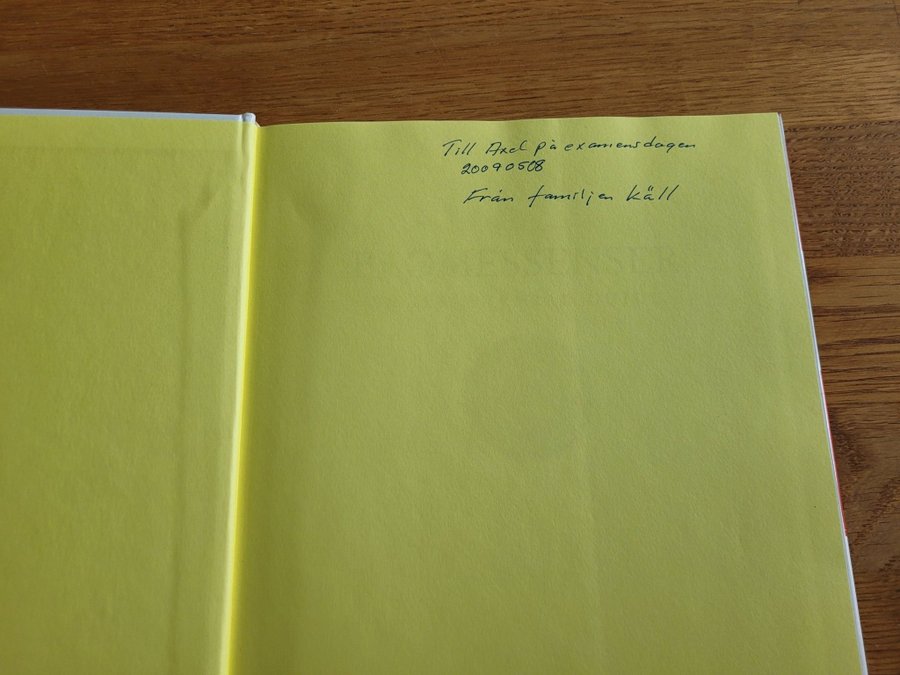 Till Axel på examensdagen
20090508
Från familjen Käll